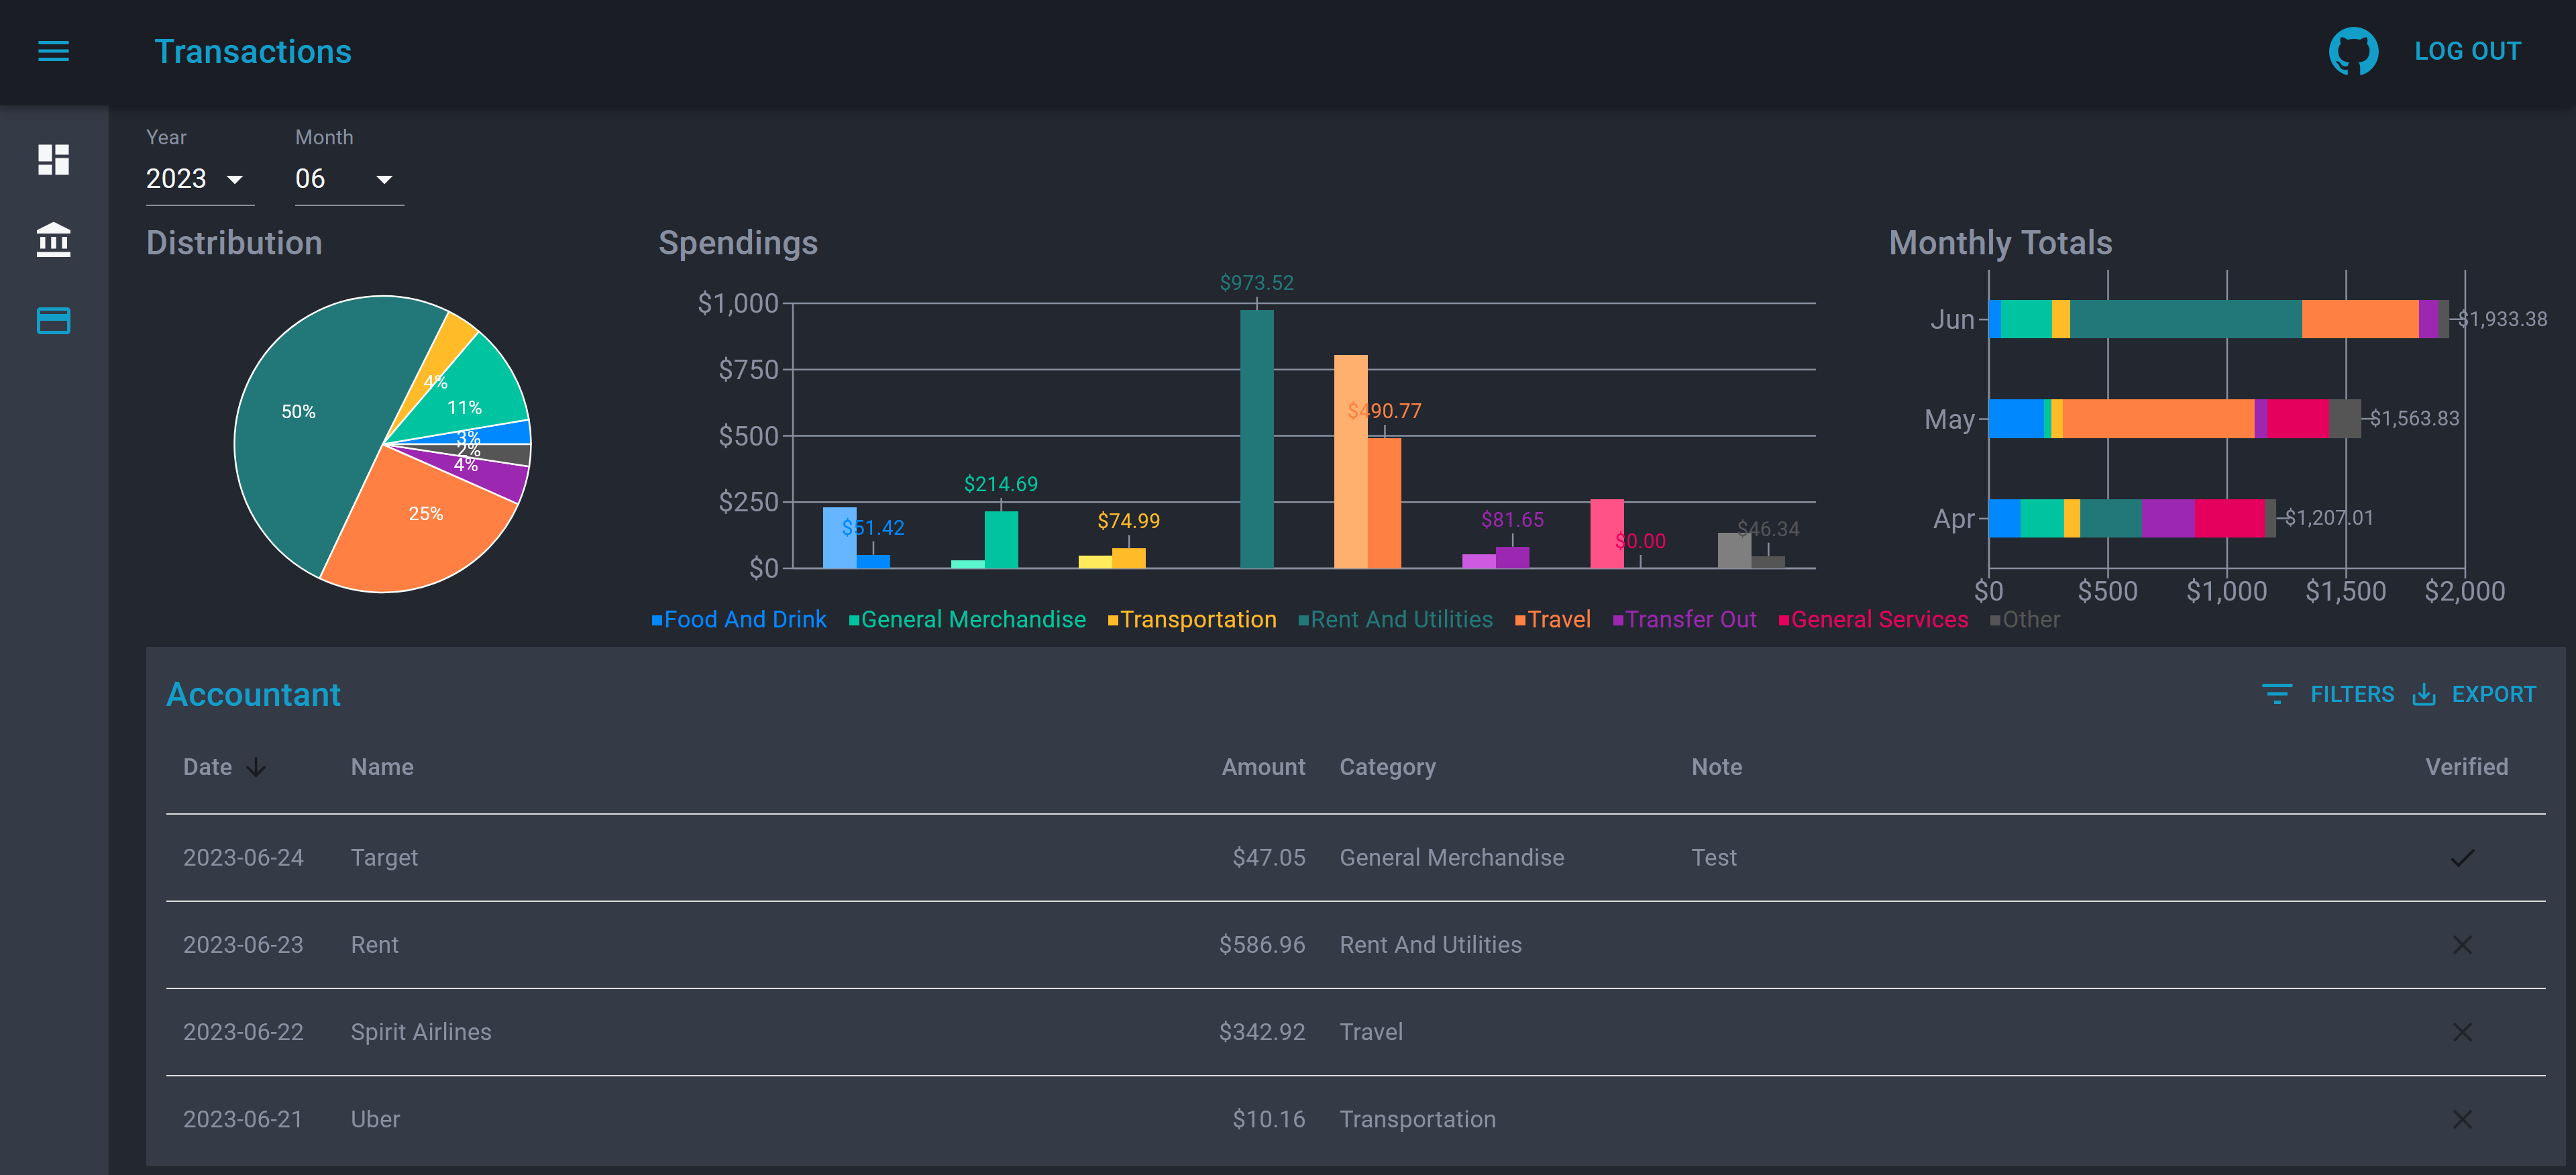 Transactions
LOG OUT
Year
Month
2023
06
Distribution
50%
4%
11%
3%
2%
4%
25%
Spendings
$1,000
$750
$500
$250
$0
$51.42
$214.69
$74.99
$973.52
$490.77
$81.65
$0.00
$46.34
Food And Drink General Merchandise Transportation Rent And Utilities Travel Transfer Out General Services Other
Monthly Totals
Jun
$1,933.38
May
$1,563.83
Apr
$1,207.01
$0 $500 $1,000 $1,500 $2,000
Accountant
FILTERS EXPORT
Date Name Amount Category Note Verified
2023-06-24 Target $47.05 General Merchandise Test
2023-06-23 Rent $586.96 Rent And Utilities
2023-06-22 Spirit Airlines $342.92 Travel
2023-06-21 Uber $10.16 Transportation